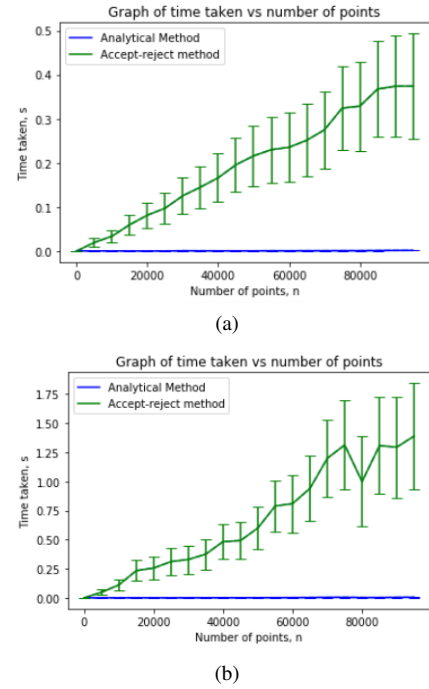 Graph of time taken vs number of points
Analytical Method
Accept-reject method
Time taken, s
0.5
0.4
0.3
0.2
0.1
0.0
0 20000 40000 60000 80000
Number of points, n
(a)
Graph of time taken vs number of points
Analytical Method
Accept-reject method
Time taken, s
1.75
1.50
1.25
1.00
0.75
0.50
0.25
0.00
0 20000 40000 60000 80000
Number of points, n
(b)